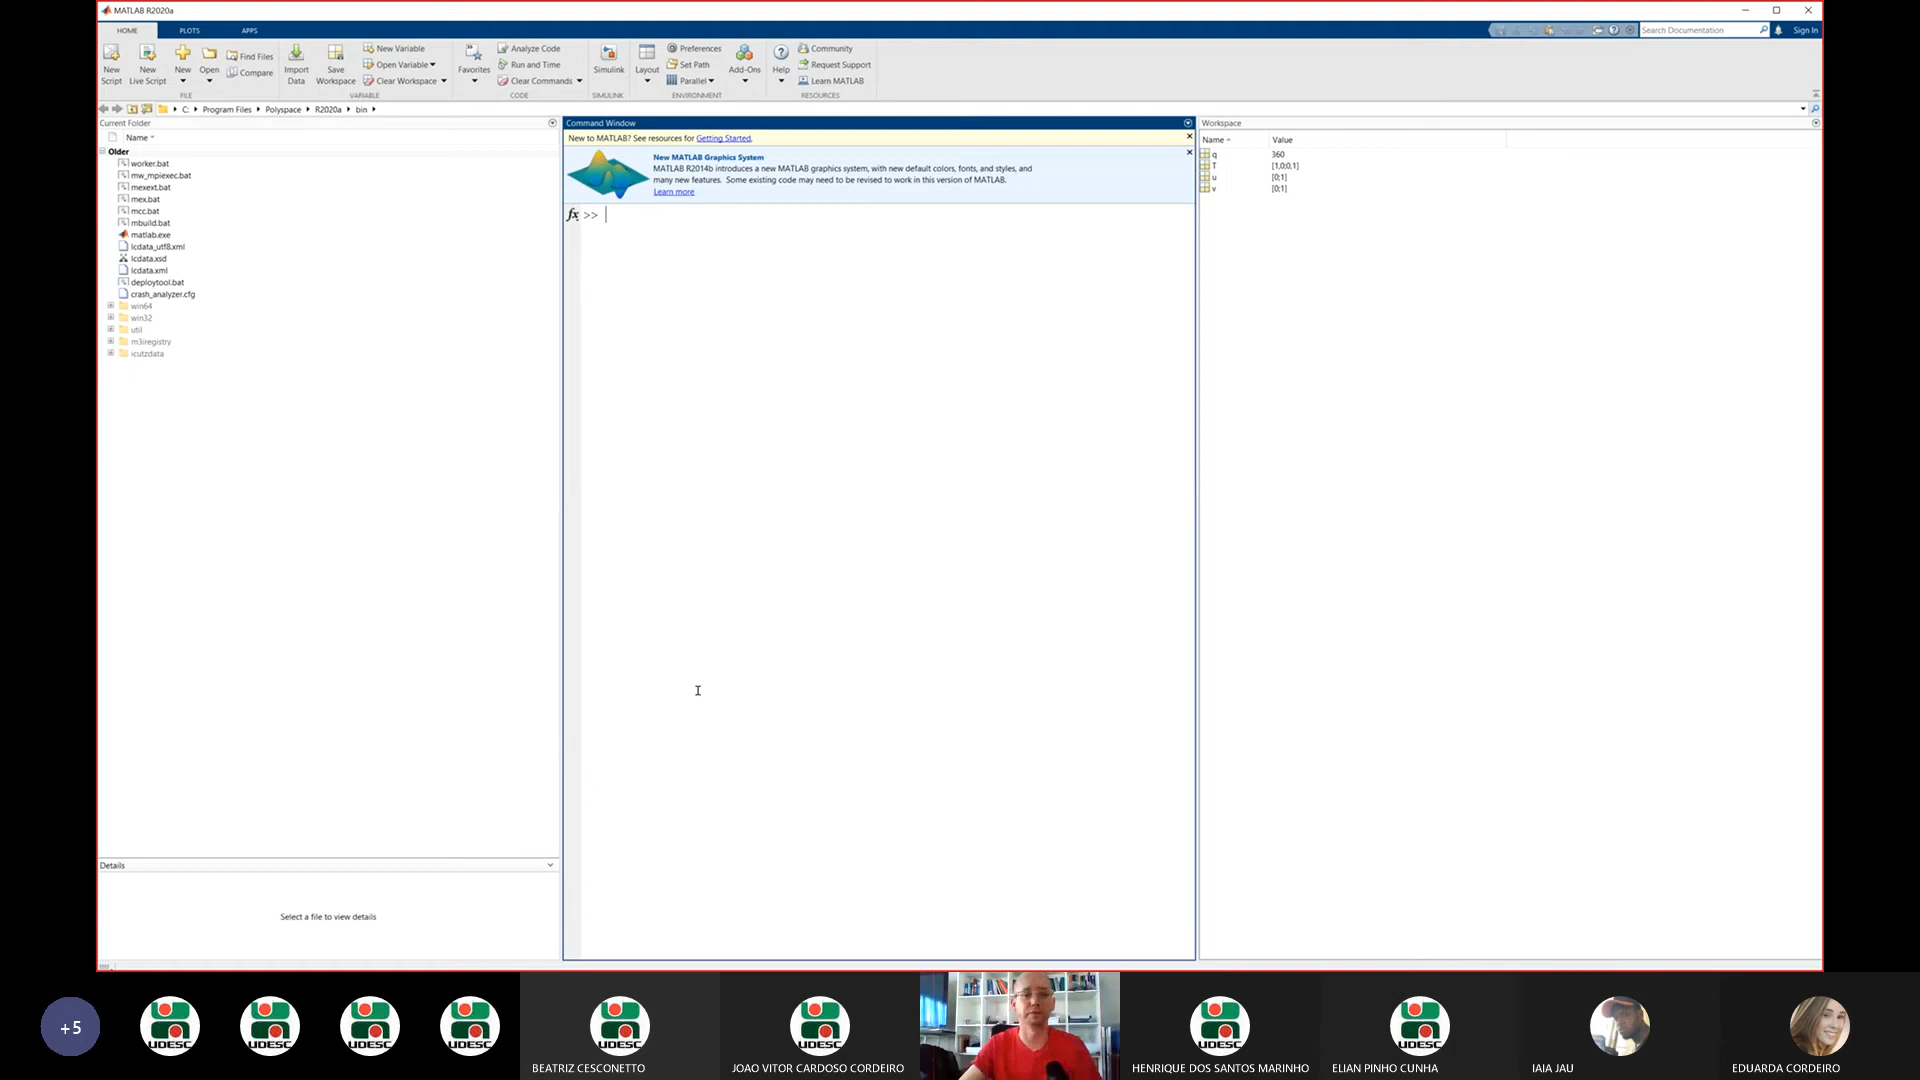 MATLAB R2020a
HOME
PLOTS
APPS
Search Documentation
Sign In
New Script
New Live Script
New
Open
Find Files
Compare
FILE
Import Data
Save Workspace
New Variable
Open Variable
Clear Workspace
VARIABLE
Favorites
Analyze Code
Run and Time
Clear Commands
CODE
Simulink
SIMULINK
Layout
Preferences
Set Path
Parallel
Add-Ons
ENVIRONMENT
Help
Community
Request Support
Learn MATLAB
RESOURCES
C: Program Files Polyspace R2020a bin
Current Folder
Name
Older
worker.bat
mw_mpiexec.bat
mexext.bat
mex.bat
mcc.bat
mbuild.bat
matlab.exe
lcdata_utf8.xml
lcdata.xsd
lcdata.xml
deploytool.bat
crash_analyzer.cfg
win64
win32
util
m3iregistry
icutzdata
Details
Select a file to view details
Command Window
New to MATLAB? See resources for Getting Started.
New MATLAB Graphics System
MATLAB R2014b introduces a new MATLAB graphics system, with new default colors, fonts, and styles, and
many new features. Some existing code may need to be revised to work in this version of MATLAB.
Learn more
fx >>
Workspace
Name Value
q 360
T [1,0;0,1]
u [0;1]
v [0;1]
+5
UDESC
UDESC
UDESC
UDESC
UDESC
BEATRIZ CESCONETTO
UDESC
JOAO VITOR CARDOSO CORDEIRO
UDESC
HENRIQUE DOS SANTOS MARINHO
UDESC
ELIAN PINHO CUNHA
IAIA JAU
EDUARDA CORDEIRO